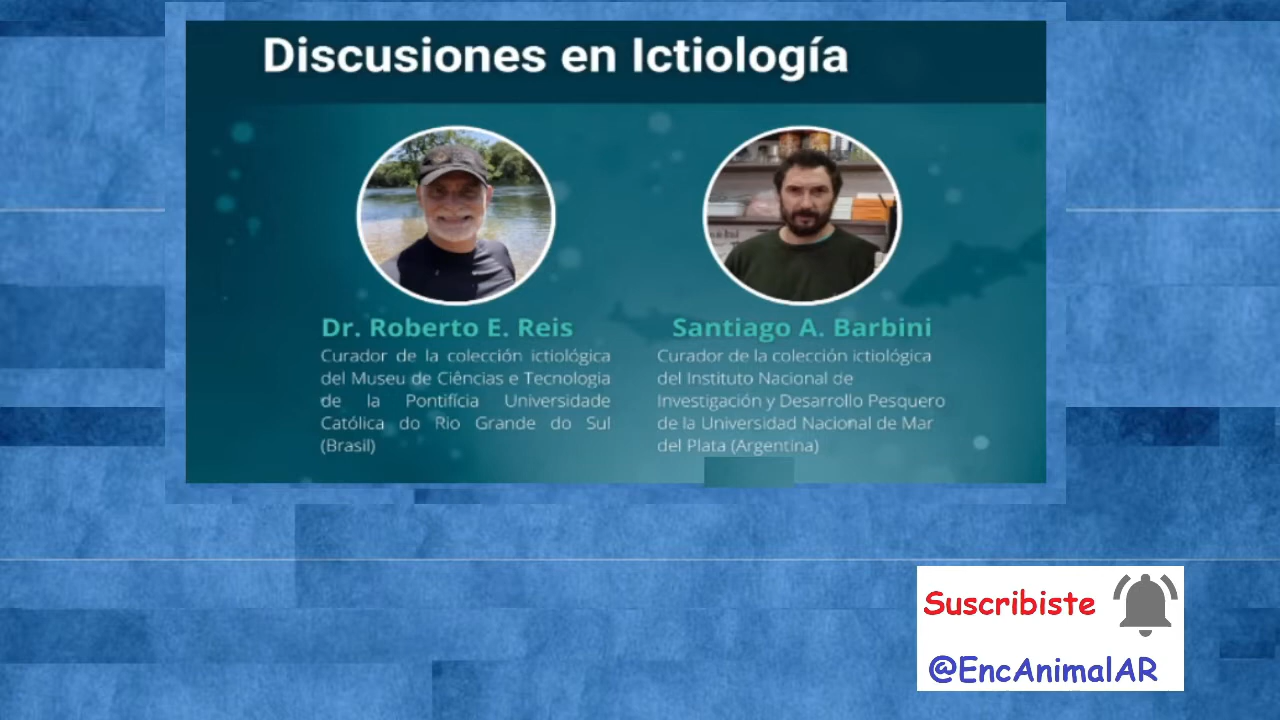 Discusiones en Ictiología
Dr. Roberto E. Reis
Curador de la colección ictiológica
del Museu de Ciências e Tecnologia
de la Pontifícia Universidade
Católica do Rio Grande do Sul
(Brasil)
Santiago A. Barbini
Curador de la colección ictiológica
del Instituto Nacional de
Investigación y Desarrollo Pesquero
de la Universidad Nacional de Mar
del Plata (Argentina)
Suscribiste
@EncAnimalAR